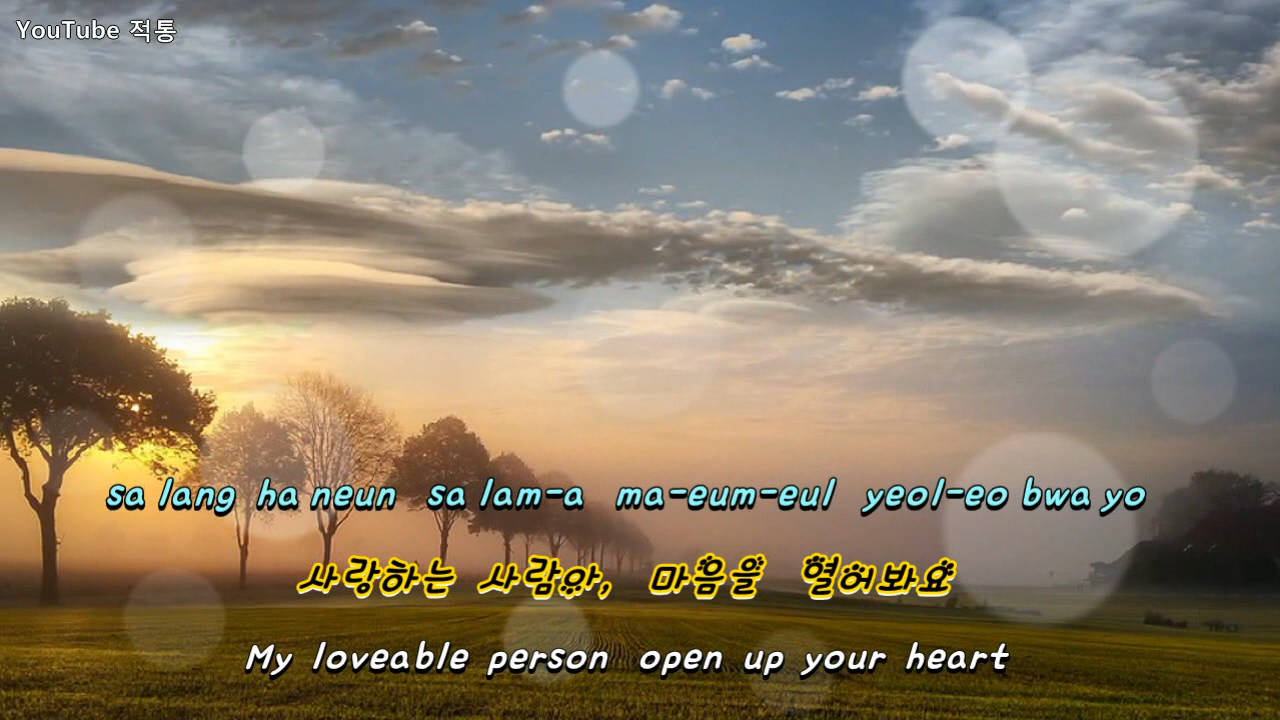 YouTube 적통
sa lang ha neun sa lam-a ma-eum-eul yeol-eo bwa yo
사랑하는 사람아, 마음을 열어봐요
My loveable person open up your heart